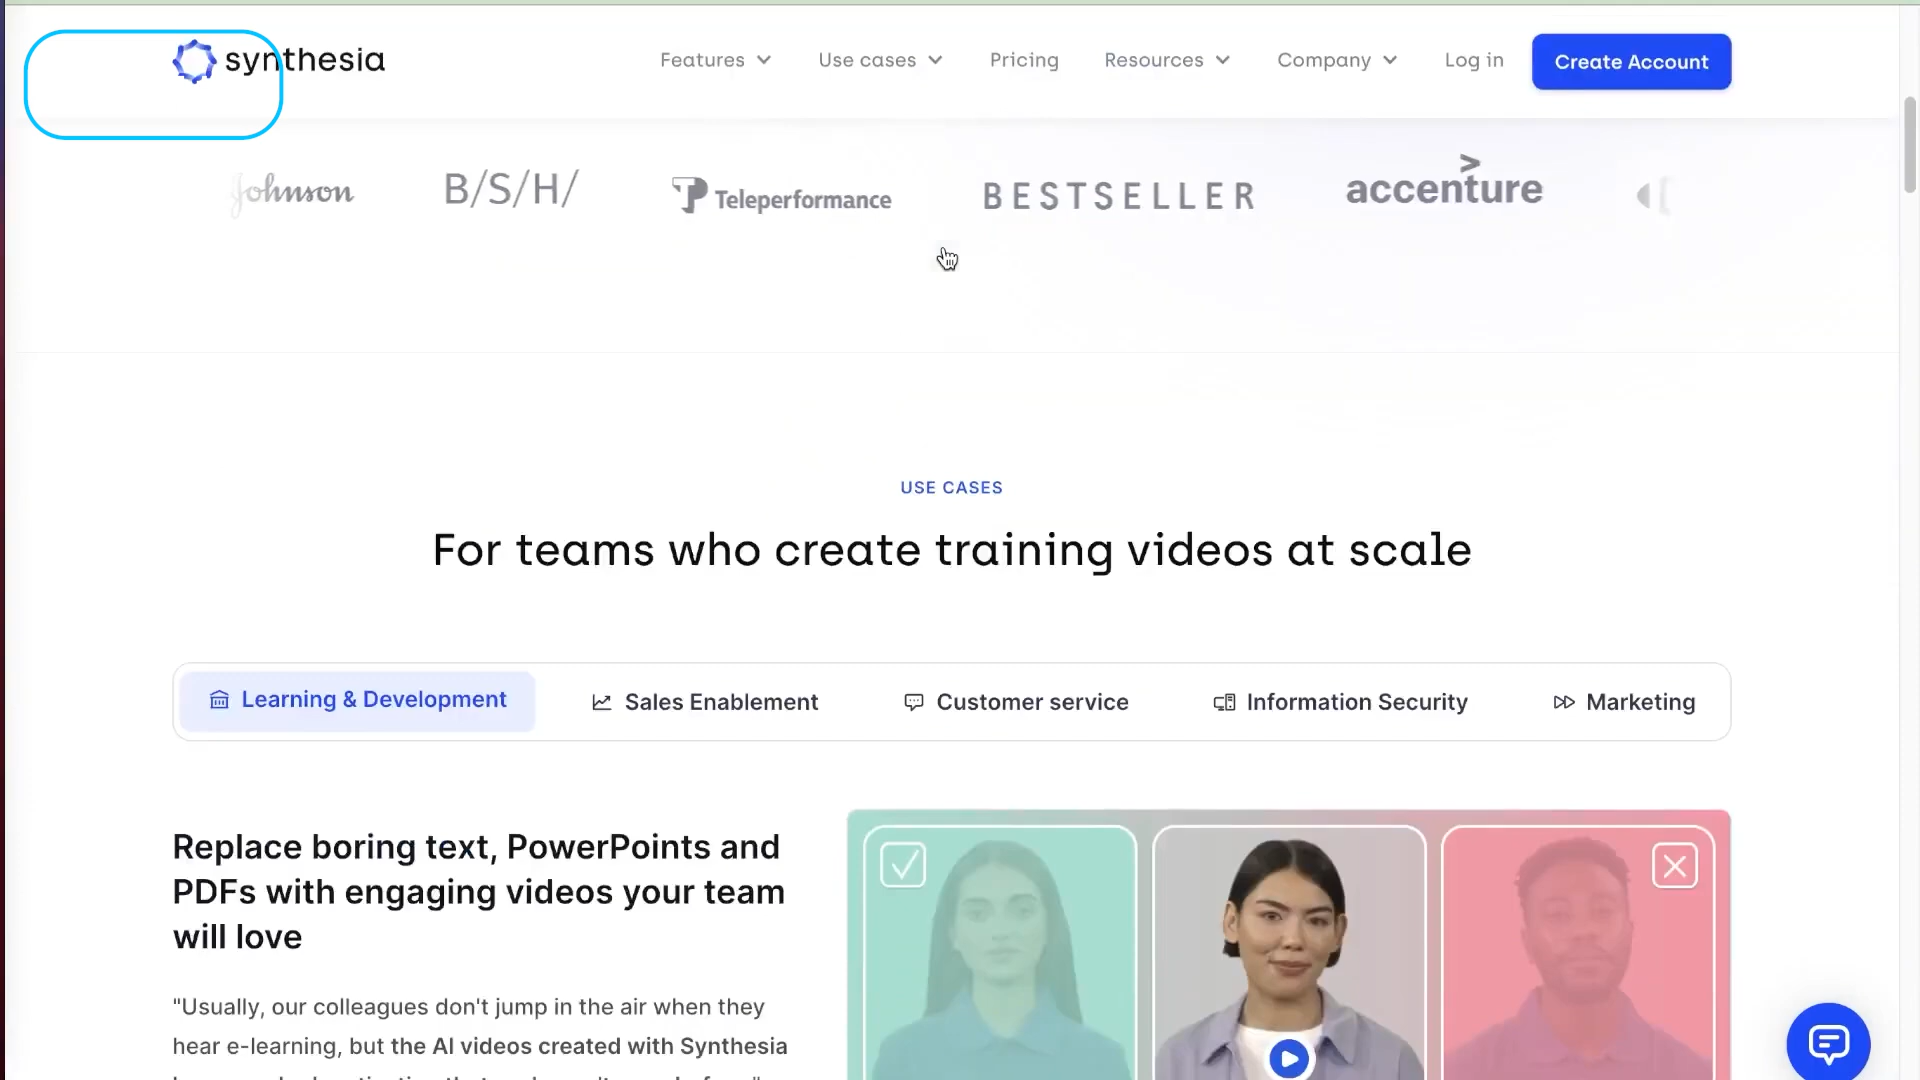 synthesia
Features
Use cases
Pricing
Resources
Company
Log in
Create Account
Johnson
B/S/H/
Teleperformance
BESTSELLER
accenture
USE CASES
For teams who create training videos at scale
Learning & Development
Sales Enablement
Customer service
Information Security
Marketing
Replace boring text, PowerPoints and
PDFs with engaging videos your team
will love
"Usually, our colleagues don't jump in the air when they
hear e-learning, but the AI videos created with Synthesia